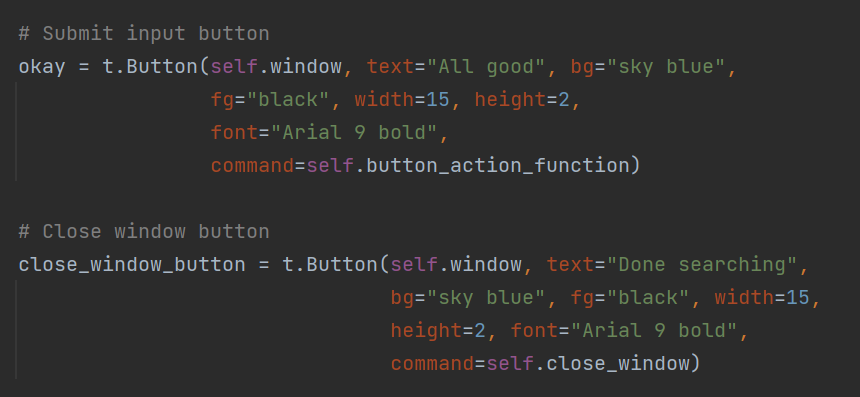 # Submit input button
okay = t.Button(self.window, text="All good", bg="sky blue",
fg="black", width=15, height=2,
font="Arial 9 bold",
command=self.button_action_function)
# Close window button
close_window_button = t.Button(self.window, text="Done searching",
bg="sky blue", fg="black", width=15,
height=2, font="Arial 9 bold",
command=self.close_window)